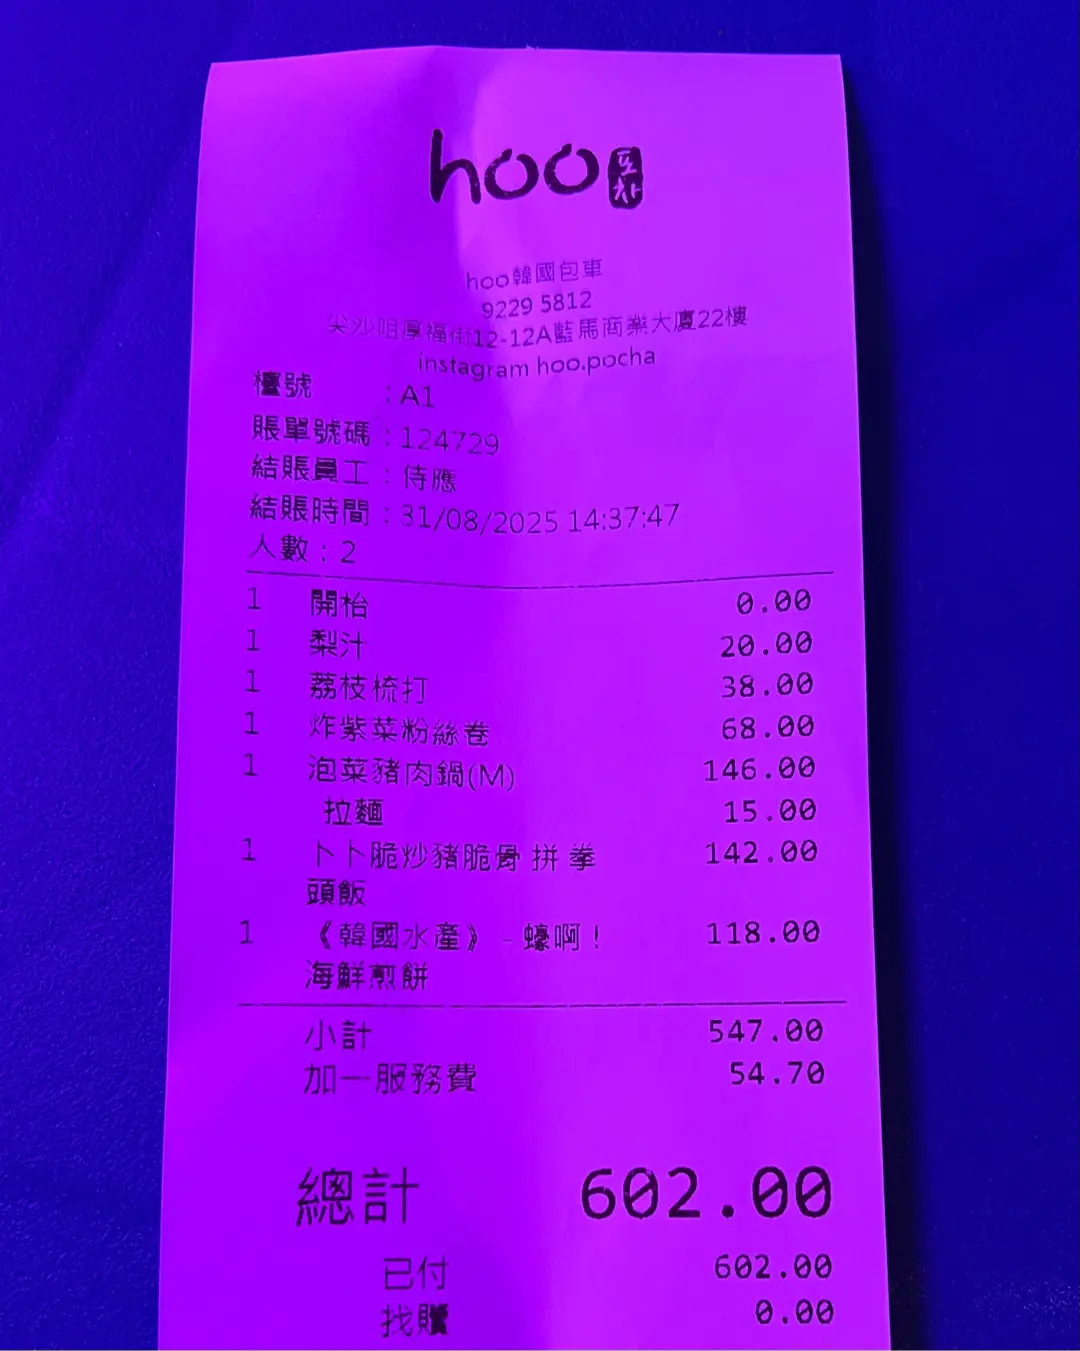 hoo 포차
hoo韓國包車
9229 5812
尖沙咀厚福街12-12A藍馬商業大廈22樓
instagram hoo.pocha
檯號 : A1
賬單號碼 : 124729
結賬員工 : 侍應
結賬時間 : 31/08/2025 14:37:47
人數 : 2
1 開枱 0.00
1 梨汁 20.00
1 荔枝梳打 38.00
1 炸紫菜粉絲卷 68.00
1 泡菜豬肉鍋(M) 146.00
拉麵 15.00
1 卜卜脆炒豬脆骨 拼 拳 142.00
頭飯
1 《韓國水產》 - 蠔啊！ 118.00
海鮮煎餅
小計 547.00
加一服務費 54.70
總計 602.00
已付 602.00
找贖 0.00